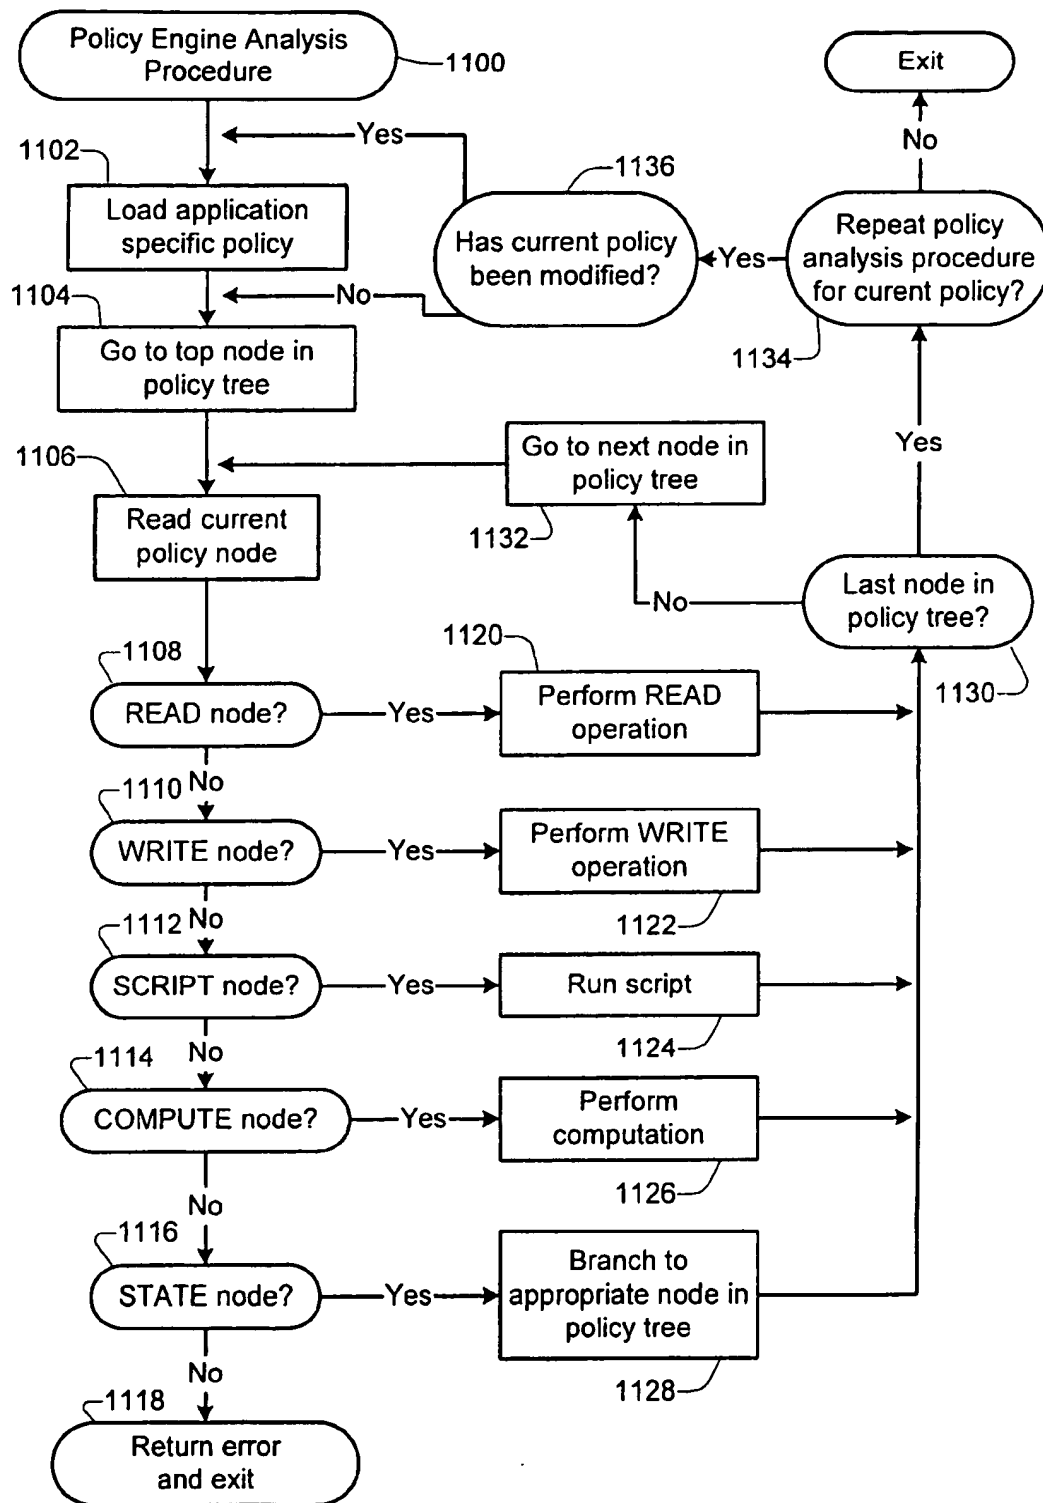 Policy Engine Analysis
Procedure
1100
Exit
Yes
No
1102
1136
Load application
specific policy
Has current policy
been modified?
Yes
Repeat policy
analysis procedure
for curent policy?
1104
No
1134
Go to top node in
policy tree
1106
Go to next node in
policy tree
Yes
Read current
policy node
1132
No
Last node in
policy tree?
1130
1108
1120
READ node?
Yes
Perform READ
operation
No
1110
WRITE node?
Yes
Perform WRITE
operation
No
1122
1112
SCRIPT node?
Yes
Run script
No
1124
1114
COMPUTE node?
Yes
Perform
computation
No
1126
1116
STATE node?
Yes
Branch to
appropriate node in
policy tree
No
1128
1118
Return error
and exit